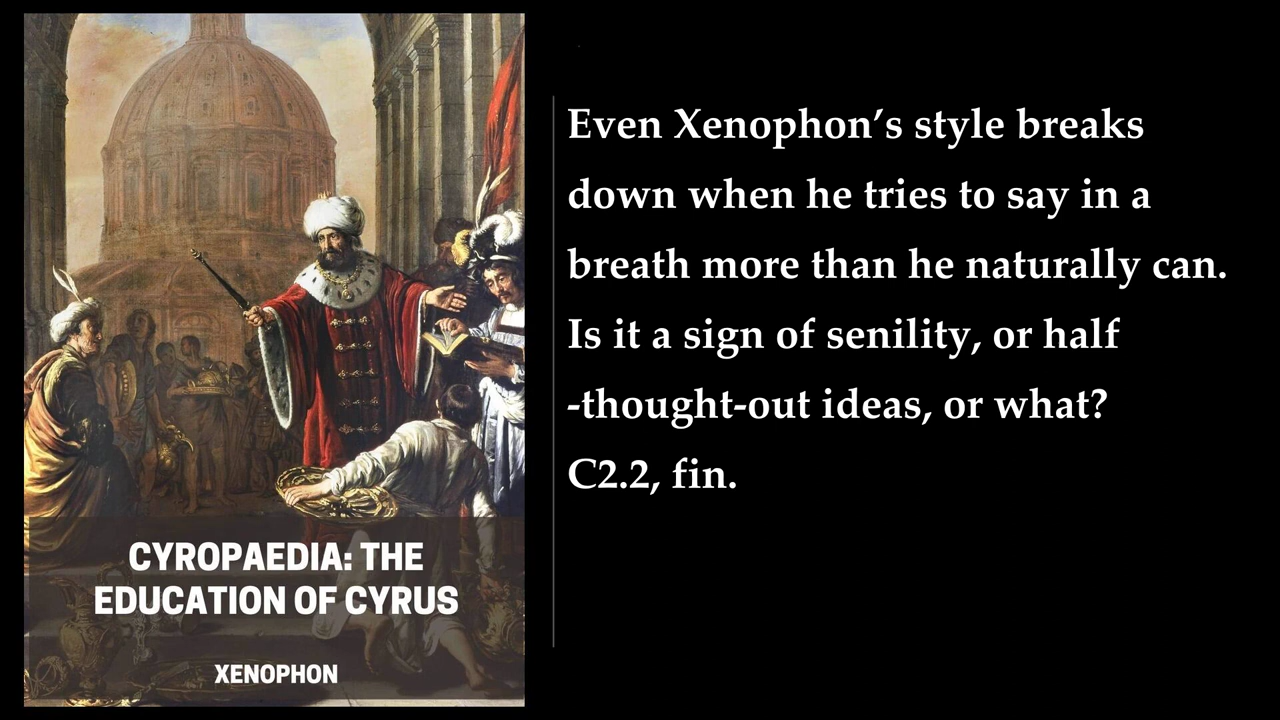 CYROPAEDIA: THE
EDUCATION OF CYRUS
XENOPHON
Even Xenophon’s style breaks
down when he tries to say in a
breath more than he naturally can.
Is it a sign of senility, or half
-thought-out ideas, or what?
C2.2, fin.